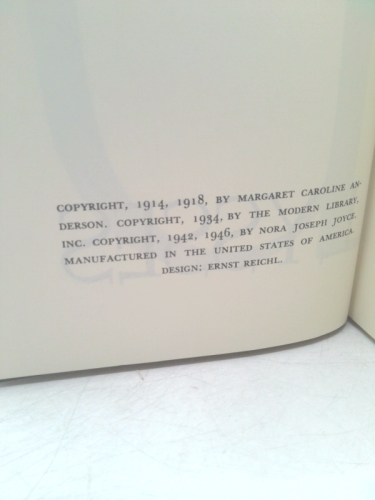 COPYRIGHT, 1914, 1918, BY MARGARET CAROLINE AN-
DERSON. COPYRIGHT, 1934, BY THE MODERN LIBRARY,
INC. COPYRIGHT, 1942, 1946, BY NORA JOSEPH JOYCE.
MANUFACTURED IN THE UNITED STATES OF AMERICA.
DESIGN: ERNST REICHL.